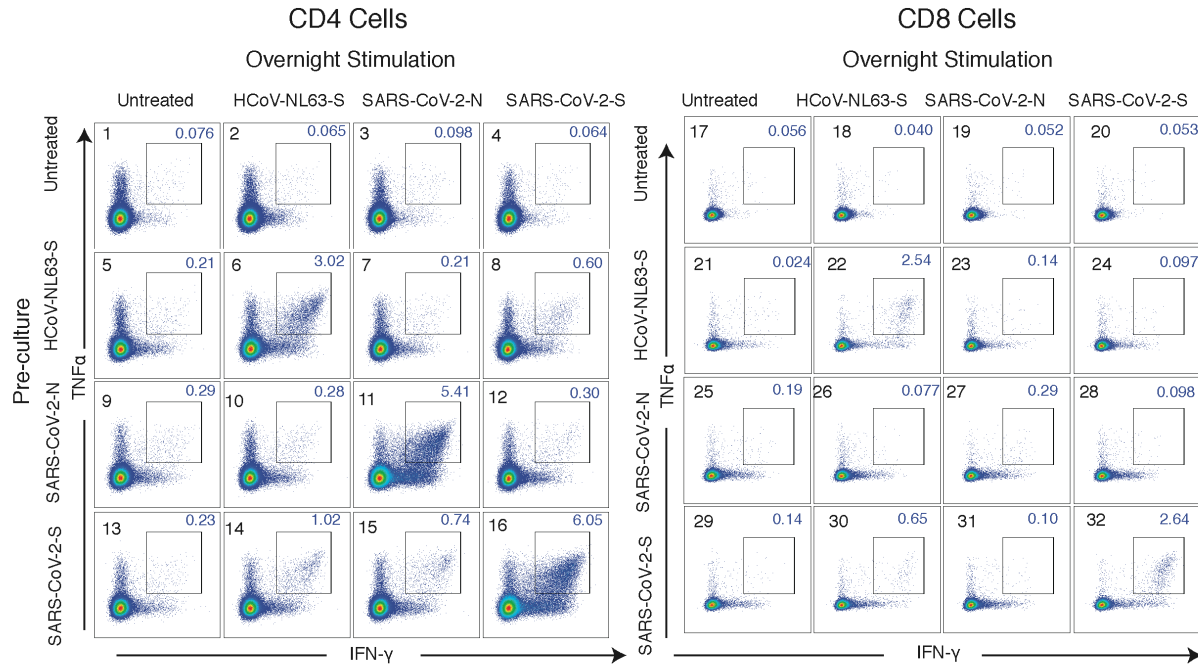 CD4 Cells
CD8 Cells
Overnight Stimulation
Overnight Stimulation
Untreated HCoV-NL63-S SARS-CoV-2-N SARS-CoV-2-S
Untreated HCoV-NL63-S SARS-CoV-2-N SARS-CoV-2-S
Pre-culture
Untreated
HCoV-NL63-S
SARS-CoV-2-N
SARS-CoV-2-S
TNFα
1 0.076 2 0.065 3 0.098 4 0.064
5 0.21 6 3.02 7 0.21 8 0.60
9 0.29 10 0.28 11 5.41 12 0.30
13 0.23 14 1.02 15 0.74 16 6.05
IFN-γ
Untreated
HCoV-NL63-S
SARS-CoV-2-N
SARS-CoV-2-S
TNFα
17 0.056 18 0.040 19 0.052 20 0.053
21 0.024 22 2.54 23 0.14 24 0.097
25 0.19 26 0.077 27 0.29 28 0.098
29 0.14 30 0.65 31 0.10 32 2.64
IFN-γ